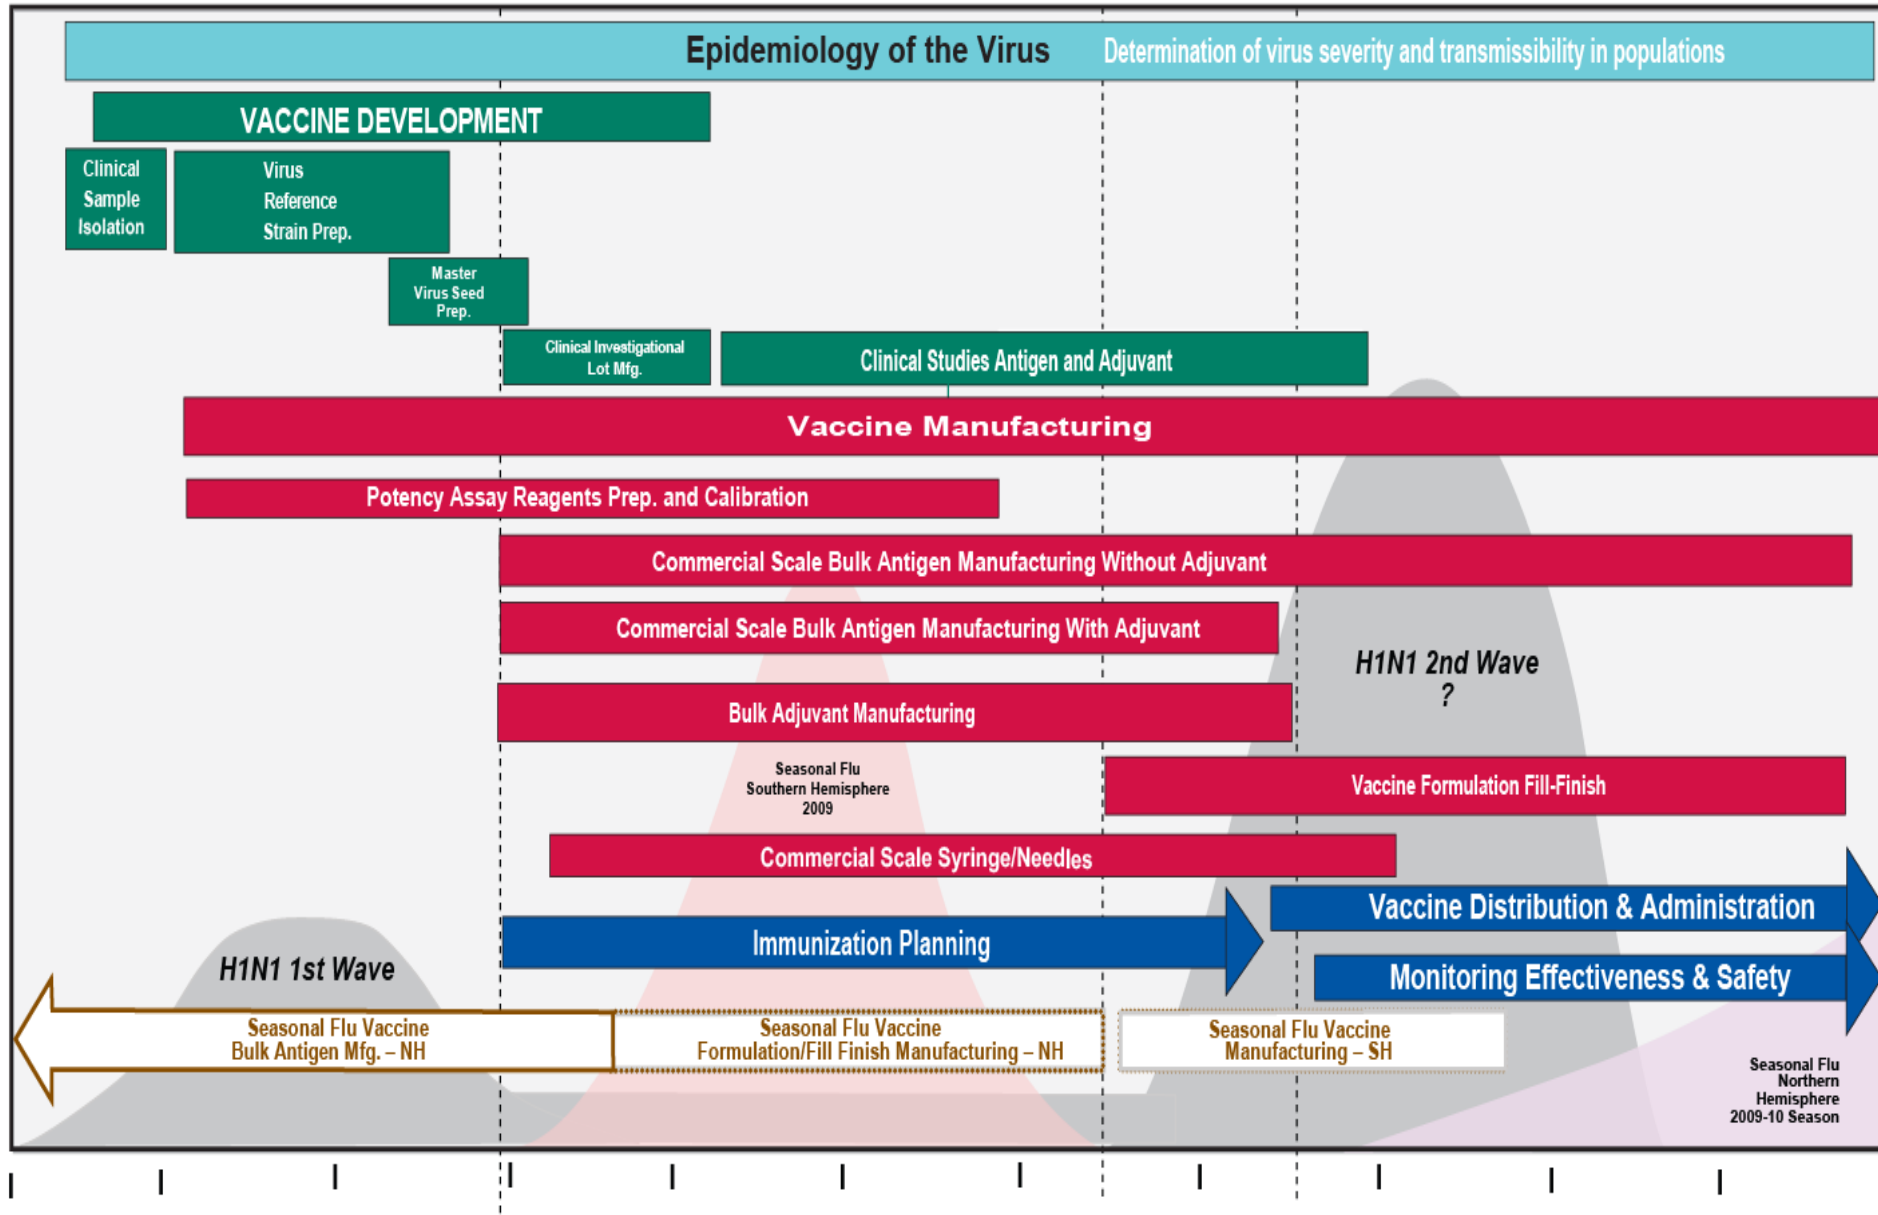 Epidemiology of the Virus
Determination of virus severity and transmissibility in populations
VACCINE DEVELOPMENT
Clinical
Sample
Isolation
Virus
Reference
Strain Prep.
Master
Virus Seed
Prep.
Clinical Investigational
Lot Mfg.
Clinical Studies Antigen and Adjuvant
Vaccine Manufacturing
Potency Assay Reagents Prep. and Calibration
Commercial Scale Bulk Antigen Manufacturing Without Adjuvant
Commercial Scale Bulk Antigen Manufacturing With Adjuvant
H1N1 2nd Wave
?
Bulk Adjuvant Manufacturing
Seasonal Flu
Southern Hemisphere
2009
Vaccine Formulation Fill-Finish
Commercial Scale Syringe/Needles
Vaccine Distribution & Administration
Immunization Planning
H1N1 1st Wave
Monitoring Effectiveness & Safety
Seasonal Flu Vaccine
Bulk Antigen Mfg. – NH
Seasonal Flu Vaccine
Formulation/Fill Finish Manufacturing – NH
Seasonal Flu Vaccine
Manufacturing – SH
Seasonal Flu
Northern
Hemisphere
2009-10 Season